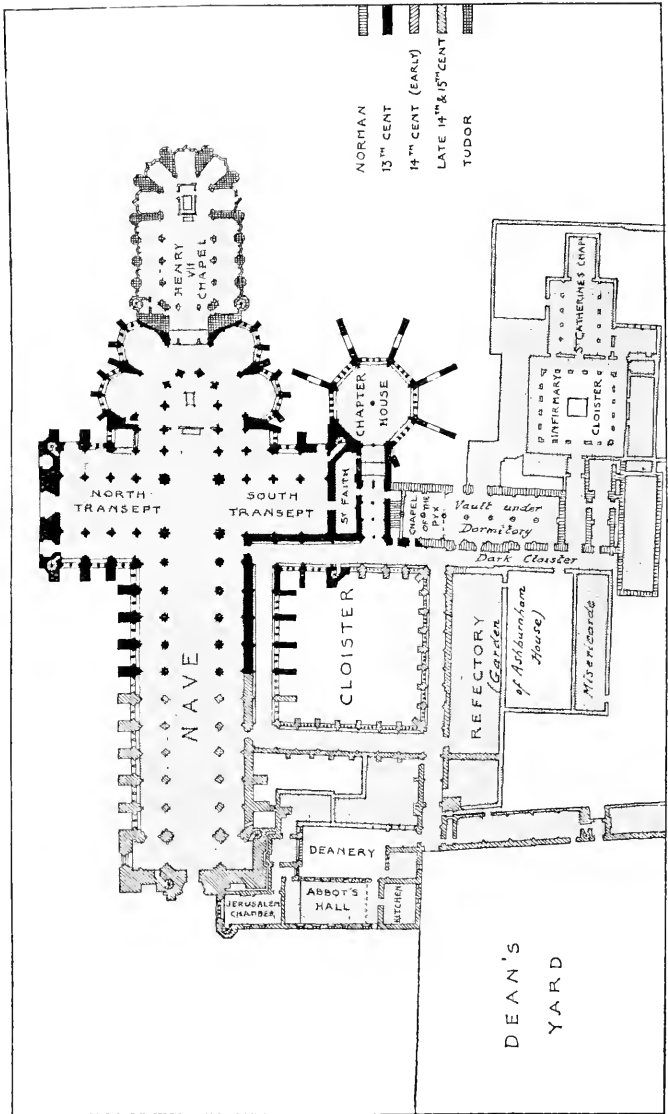 NORMAN
13TH CENT
14TH CENT (EARLY)
LATE 14TH & 15TH CENT
TUDOR
HENRY
VII
CHAPEL
NORTH
TRANSEPT
SOUTH
TRANSEPT
ST FAITH
CHAPTER
HOUSE
CHAPEL
OF THE
PYX
Vault under
Dormitory
Dark Cloister
INFIRMARY
CLOISTER
ST CATHERINES CHAP
NAVE
CLOISTER
REFECTORY
(Garden
of Ashburnham
House)
Misericorde
DEANERY
JERUSALEM
CHAMBER
ABBOT'S
HALL
KITCHEN
DEAN'S
YARD